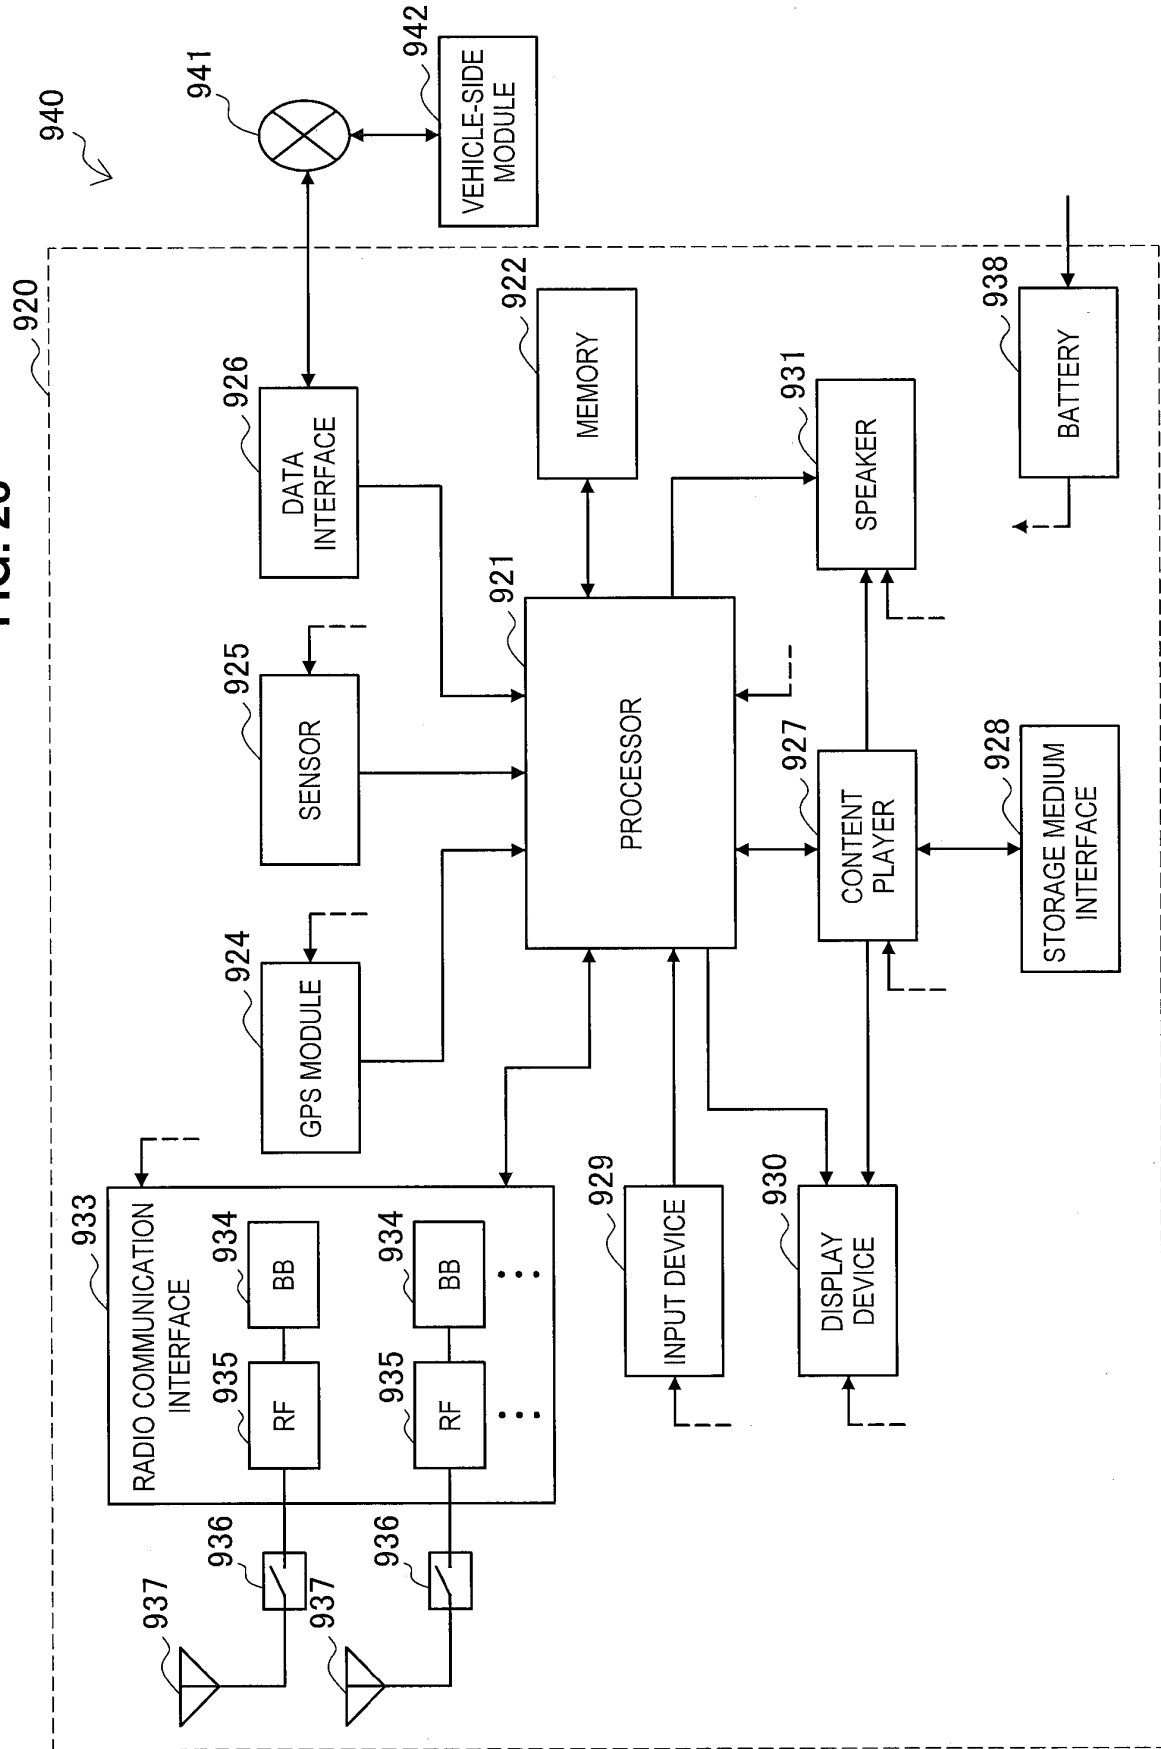 FIG.
920
940
933
RADIO COMMUNICATION
INTERFACE
937
936
935
934
RF
BB
924
GPS MODULE
925
SENSOR
926
DATA
INTERFACE
941
937
936
935
934
RF
BB
942
VEHICLE-SIDE
MODULE
921
PROCESSOR
922
MEMORY
929
INPUT DEVICE
930
DISPLAY
DEVICE
927
CONTENT
PLAYER
931
SPEAKER
928
STORAGE MEDIUM
INTERFACE
938
BATTERY